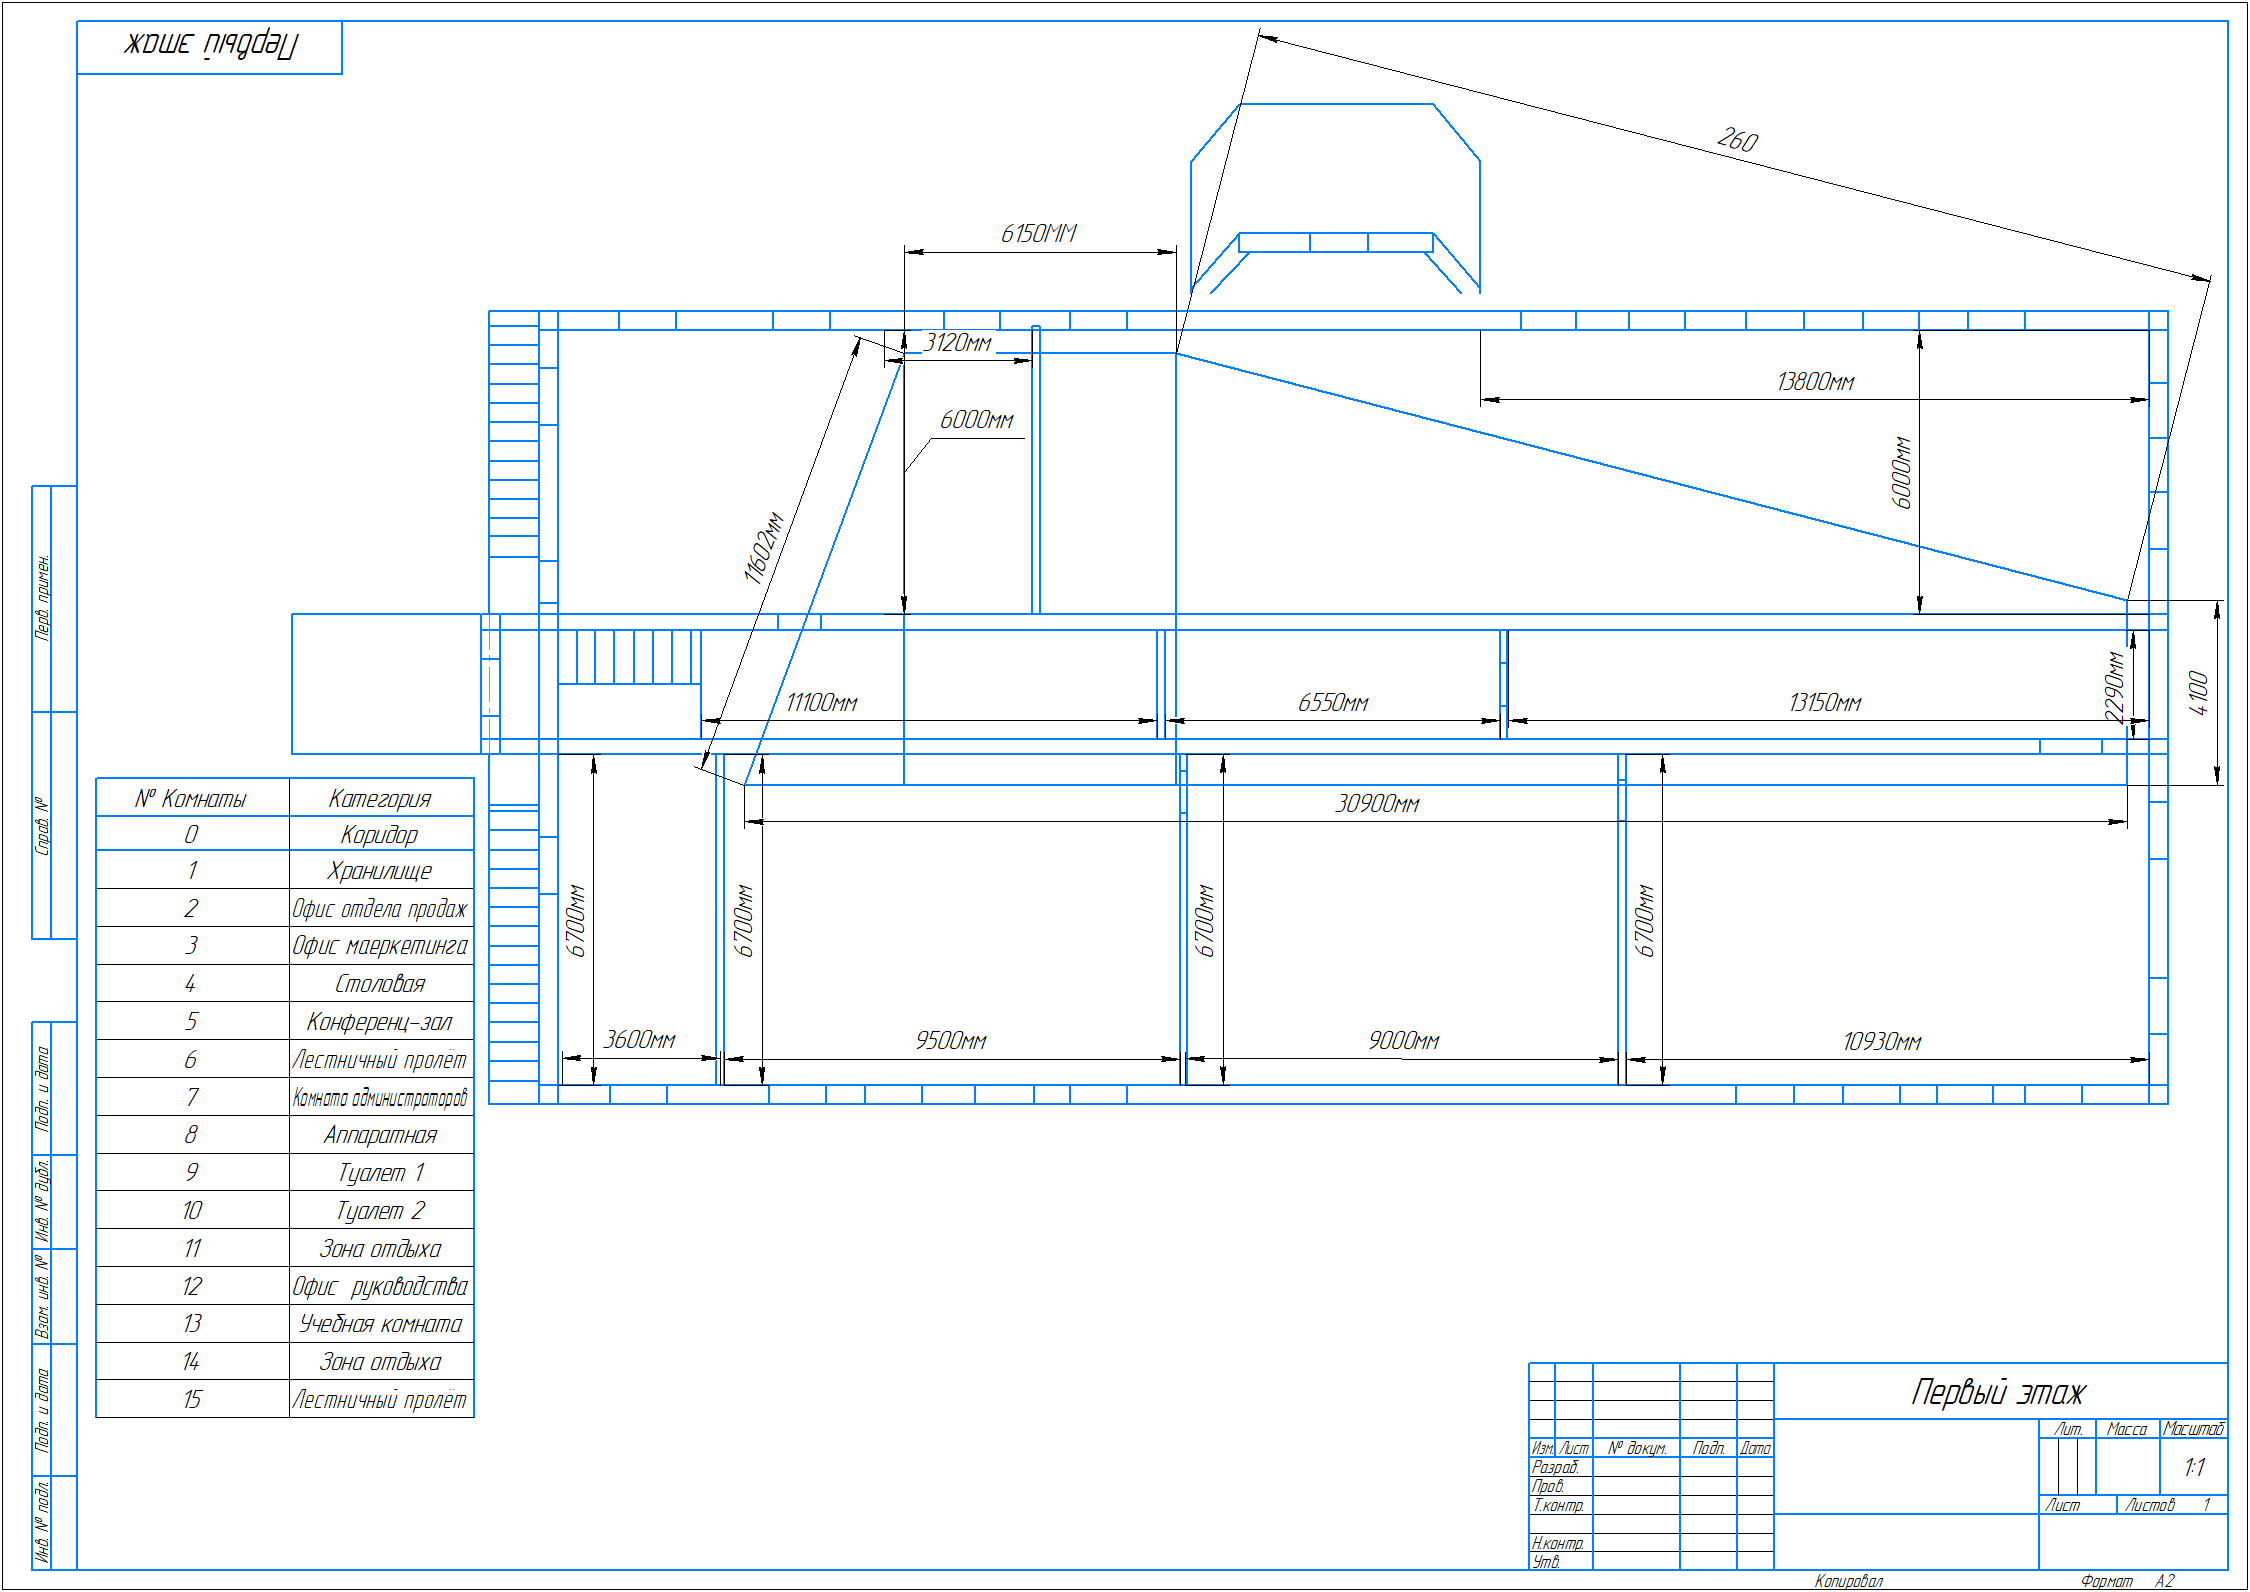 Первый этаж
260
6150ММ
3120мм
13800мм
6000мм
6000мм
11602мм
11100мм
6550мм
13150мм
2290мм
4100
30900мм
6700мм
6700мм
6700мм
6700мм
3600мм
9500мм
9000мм
10930мм
№ Комнаты Категория
0 Коридор
1 Хранилище
2 Офис отдела продаж
3 Офис маеркетинга
4 Столовая
5 Конференц-зал
6 Лестничный пролёт
7 Комната администраторов
8 Аппаратная
9 Туалет 1
10 Туалет 2
11 Зона отдыха
12 Офис руководства
13 Учебная комната
14 Зона отдыха
15 Лестничный пролёт
Перв. примен.
Справ. №
Подп. и дата
Инв. № дубл.
Взам. инв. №
Подп. и дата
Инв. № подл.
Первый этаж
Лит. Масса Масштаб
1:1
Изм. Лист № докум. Подп. Дата
Разраб.
Пров.
Т.контр.
Лист Листов 1
Н.контр.
Утв.
Копировал Формат А2